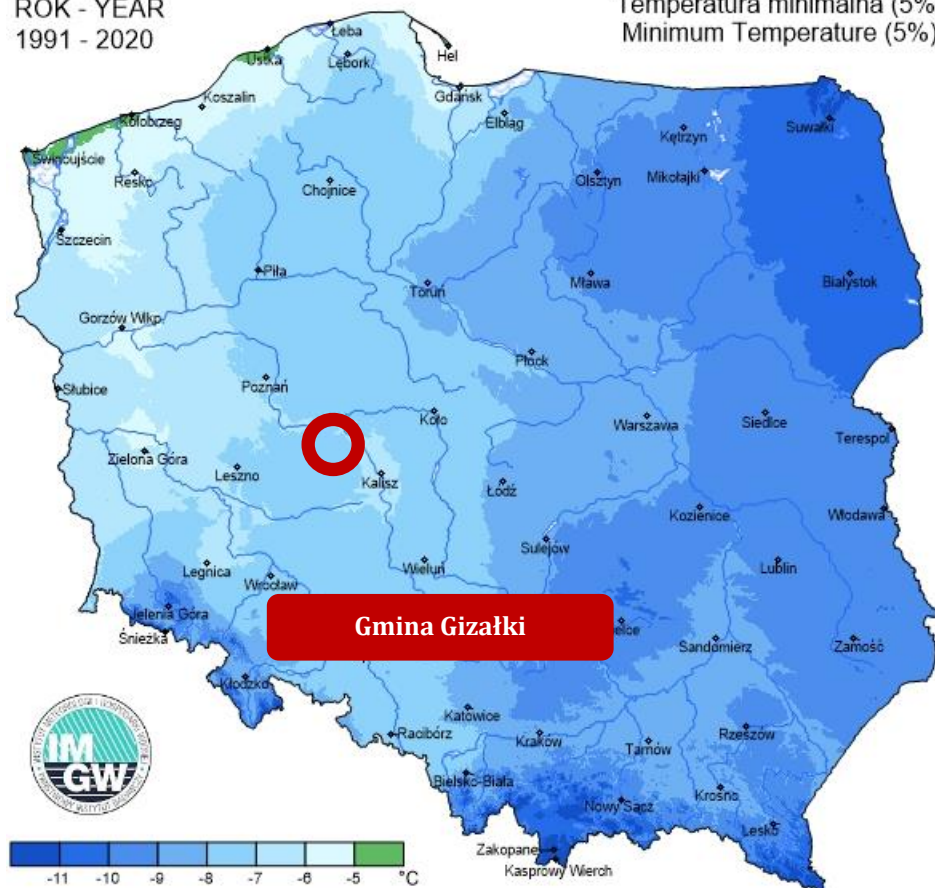 ROK - YEAR
1991 - 2020
Temperatura minimalna (5%
Minimum Temperature (5%)
Łeba
Ustka
Lębork
Hel
Koszalin
Gdańsk
Kołobrzeg
Elbląg
Kętrzyn
Suwałki
Świnoujście
Resko
Chojnice
Olsztyn
Mikołajki
Szczecin
Piła
Toruń
Mława
Białystok
Gorzów Wlkp.
Płock
Słubice
Poznań
Koło
Warszawa
Siedlce
Terespol
Zielona Góra
Leszno
Kalisz
Łódź
Kozienice
Włodawa
Sulejów
Legnica
Wrocław
Wieluń
Lublin
Jelenia Góra
Gmina Gizałki
elce
Śnieżka
Sandomierz
Zamość
Kłodzko
Katowice
Racibórz
Kraków
Tarnów
Rzeszów
Bielsko-Biała
Nowy Sącz
Krosno
Lesko
Zakopane
Kasprowy Wierch
IM
GW
-11 -10 -9 -8 -7 -6 -5 °C